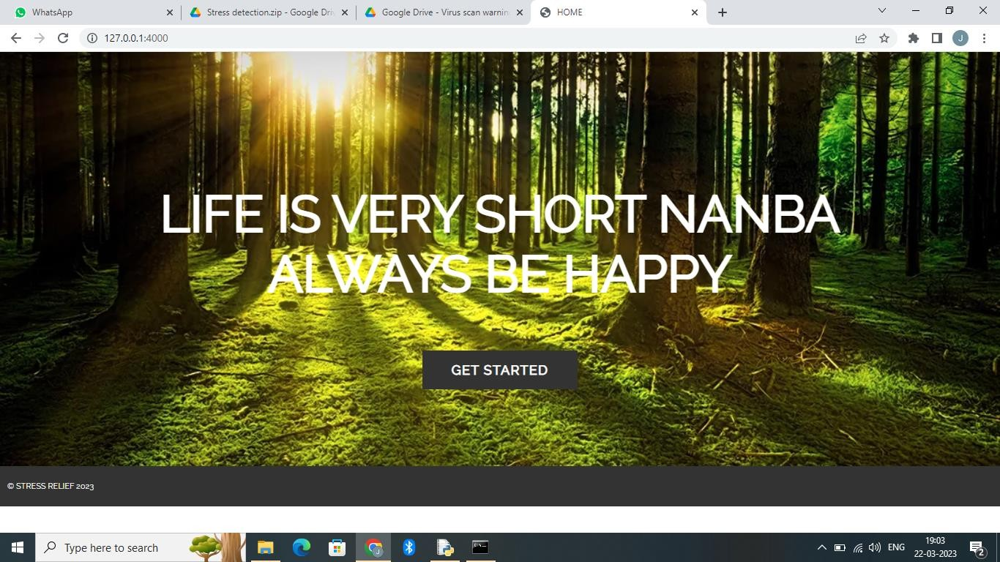 WhatsApp
Stress detection.zip - Google Dri
Google Drive - Virus scan warnin
HOME
127.0.0.1:4000
J
LIFE IS VERY SHORT NANBA
ALWAYS BE HAPPY
GET STARTED
© STRESS RELIEF 2023
Type here to search
J
ENG
19:03
22-03-2023
2